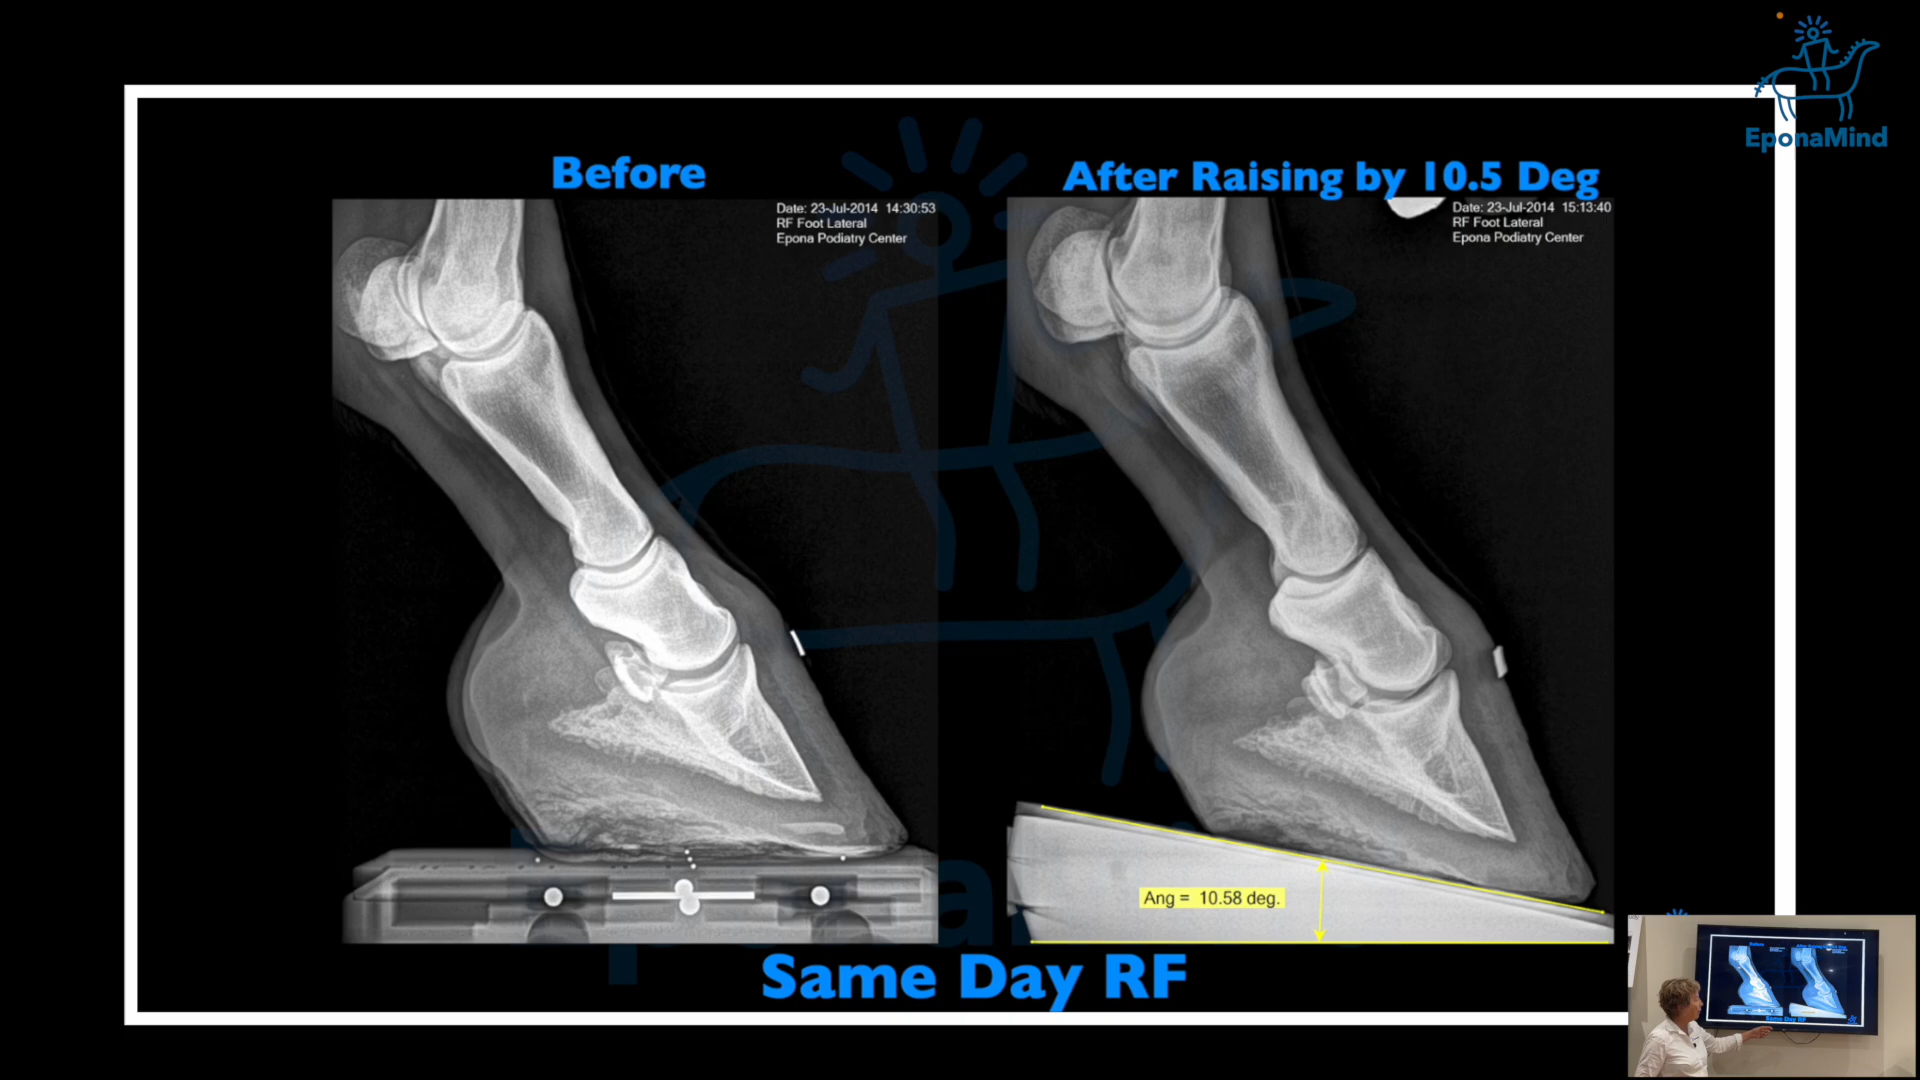 EponaMind
Before
After Raising by 10.5 Deg
Date: 23-Jul-2014 14:30:53
RF Foot Lateral
Epona Podiatry Center
Date: 23-Jul-2014 15:13:40
RF Foot Lateral
Epona Podiatry Center
Ang = 10.58 deg.
Same Day RF